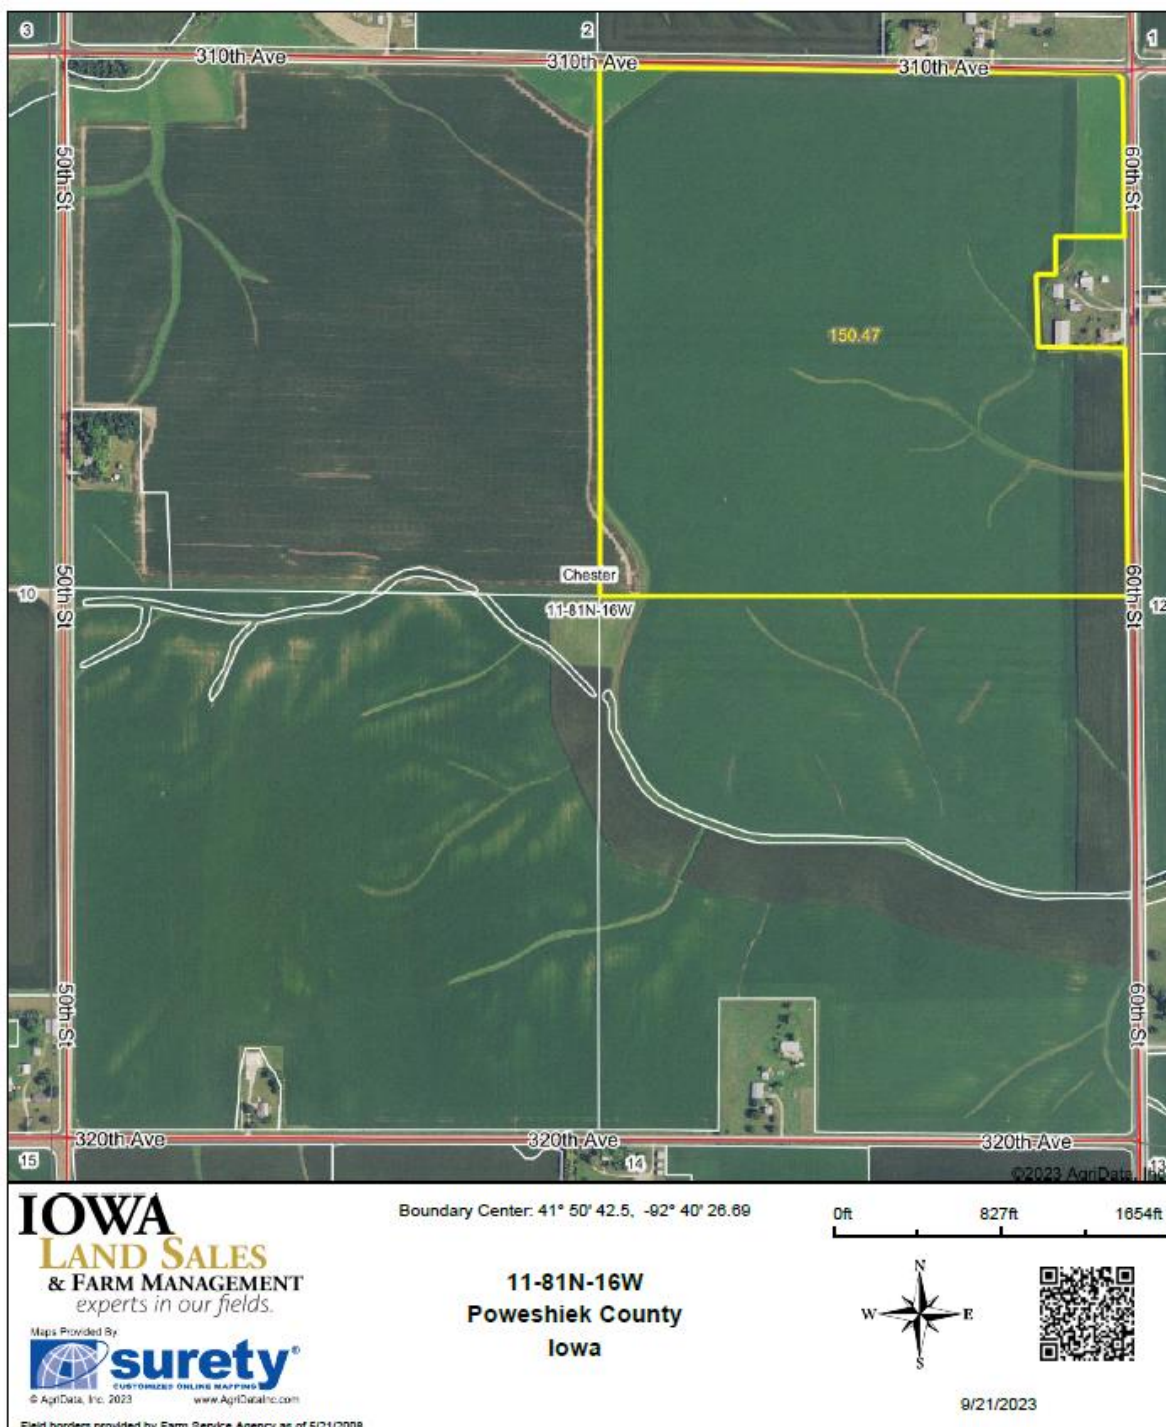 3
2
1
310th Ave
310th Ave
310th Ave
50th St
60th St
150.47
Chester
10
50th St
11-81N-16W
60th St
12
50th St
60th St
320th Ave
320th Ave
320th Ave
15
14
13
©2023 AgriData, Inc
IOWA
LAND SALES
& FARM MANAGEMENT
experts in our fields.
Maps Provided By
surety®
CUSTOMIZED ONLINE MAPPING
© AgriData, Inc. 2023 www.AgriDataInc.com
Field borders provided by Farm Service Agency as of 5/21/2008.
Boundary Center: 41° 50' 42.5, -92° 40' 26.69
11-81N-16W
Poweshiek County
Iowa
0ft 827ft 1654ft
N
W E
S
9/21/2023